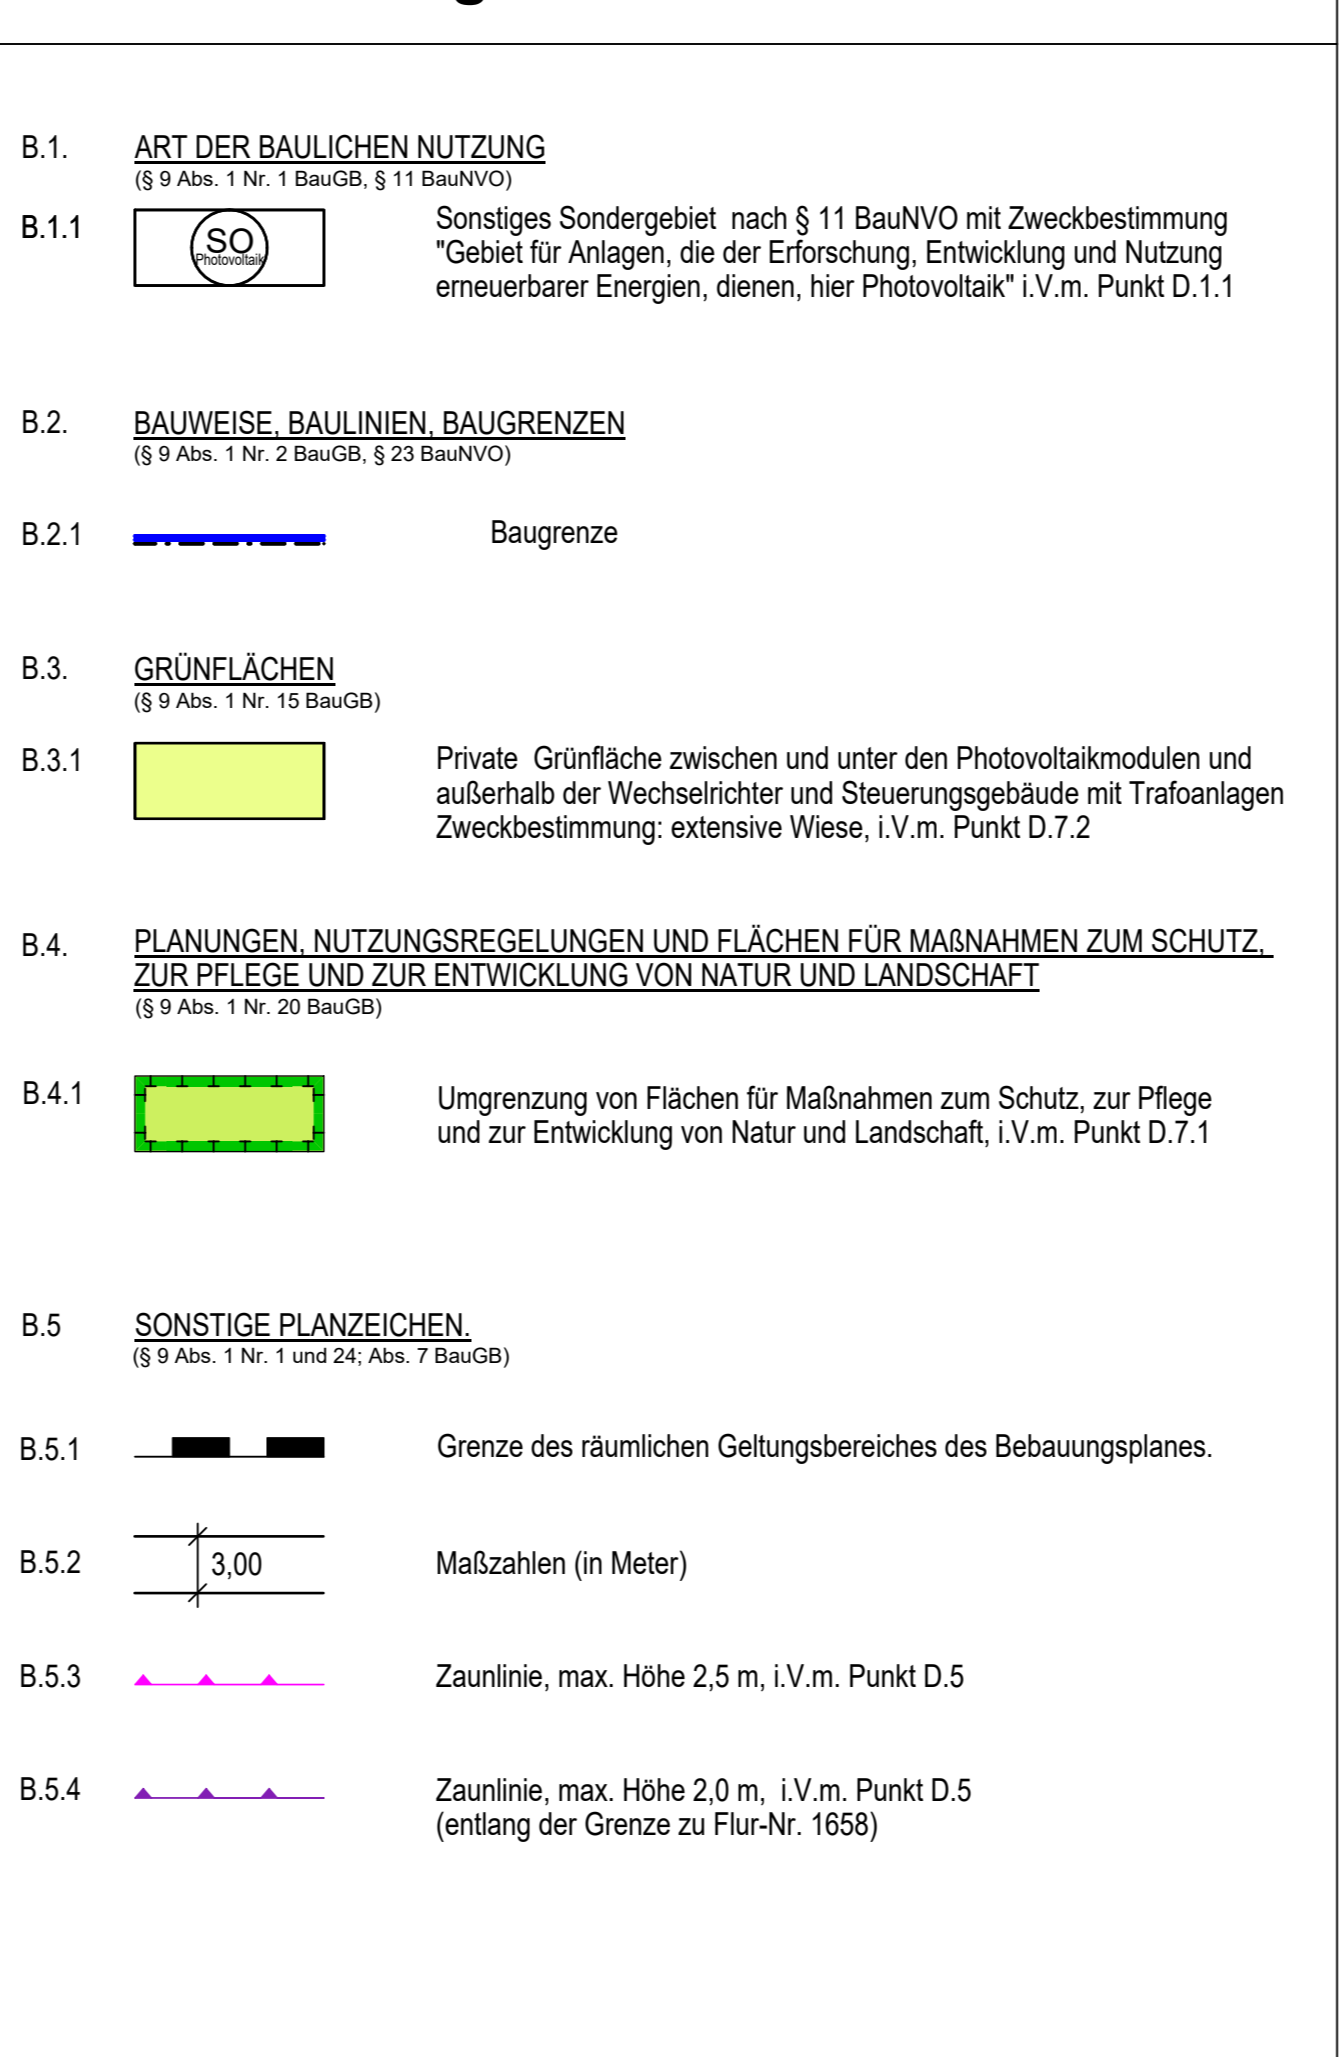 B.1. ART DER BAULICHEN NUTZUNG
(§ 9 Abs. 1 Nr. 1 BauGB, § 11 BauNVO)
B.1.1 SO Photovoltaik Sonstiges Sondergebiet nach § 11 BauNVO mit Zweckbestimmung
"Gebiet für Anlagen, die der Erforschung, Entwicklung und Nutzung
erneuerbarer Energien, dienen, hier Photovoltaik" i.V.m. Punkt D.1.1
B.2. BAUWEISE, BAULINIEN, BAUGRENZEN
(§ 9 Abs. 1 Nr. 2 BauGB, § 23 BauNVO)
B.2.1 Baugrenze
B.3. GRÜNFLÄCHEN
(§ 9 Abs. 1 Nr. 15 BauGB)
B.3.1 Private Grünfläche zwischen und unter den Photovoltaikmodulen und
außerhalb der Wechselrichter und Steuerungsgebäude mit Trafoanlagen
Zweckbestimmung: extensive Wiese, i.V.m. Punkt D.7.2
B.4. PLANUNGEN, NUTZUNGSREGELUNGEN UND FLÄCHEN FÜR MAßNAHMEN ZUM SCHUTZ,
ZUR PFLEGE UND ZUR ENTWICKLUNG VON NATUR UND LANDSCHAFT
(§ 9 Abs. 1 Nr. 20 BauGB)
B.4.1 Umgrenzung von Flächen für Maßnahmen zum Schutz, zur Pflege
und zur Entwicklung von Natur und Landschaft, i.V.m. Punkt D.7.1
B.5 SONSTIGE PLANZEICHEN.
(§ 9 Abs. 1 Nr. 1 und 24; Abs. 7 BauGB)
B.5.1 Grenze des räumlichen Geltungsbereiches des Bebauungsplanes.
B.5.2 3,00 Maßzahlen (in Meter)
B.5.3 Zaunlinie, max. Höhe 2,5 m, i.V.m. Punkt D.5
B.5.4 Zaunlinie, max. Höhe 2,0 m, i.V.m. Punkt D.5
(entlang der Grenze zu Flur-Nr. 1658)